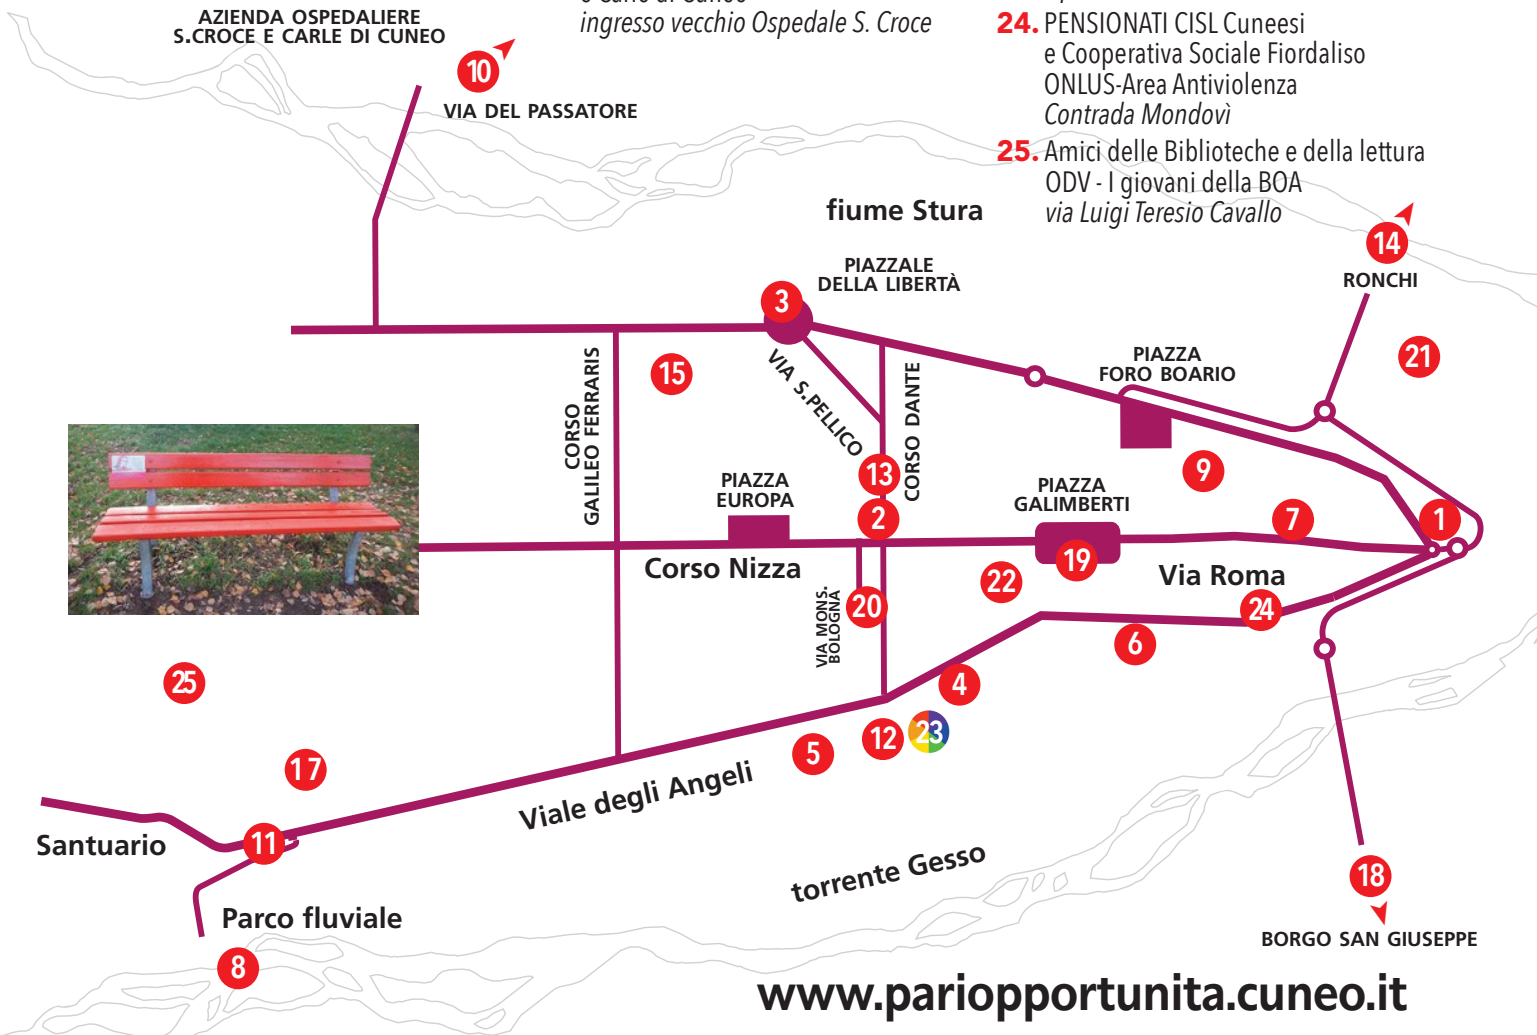 AZIENDA OSPEDALIERE
S.CROCE E CARLE DI CUNEO
10
VIA DEL PASSATORE
ingresso vecchio Ospedale S. Croce
24. PENSIONATI CISL Cuneesi
e Cooperativa Sociale Fiordaliso
ONLUS-Area Antiviolenza
Contrada Mondovì
25. Amici delle Biblioteche e della lettura
ODV - I giovani della BOA
via Luigi Teresio Cavallo
fiume Stura
14
RONCHI
PIAZZALE
DELLA LIBERTÀ
3
15
VIA S.PELLICO
CORSO DANTE
CORSO
GALILEO FERRARIS
PIAZZA
FORO BOARIO
21
9
13
2
PIAZZA
EUROPA
PIAZZA
GALIMBERTI
7
1
Corso Nizza
19
22
Via Roma
24
VIA MONS.
BOLOGNA
20
6
4
25
12
23
5
17
Viale degli Angeli
Santuario
11
torrente Gesso
18
Parco fluviale
8
BORGO SAN GIUSEPPE
www.pariopportunita.cuneo.it